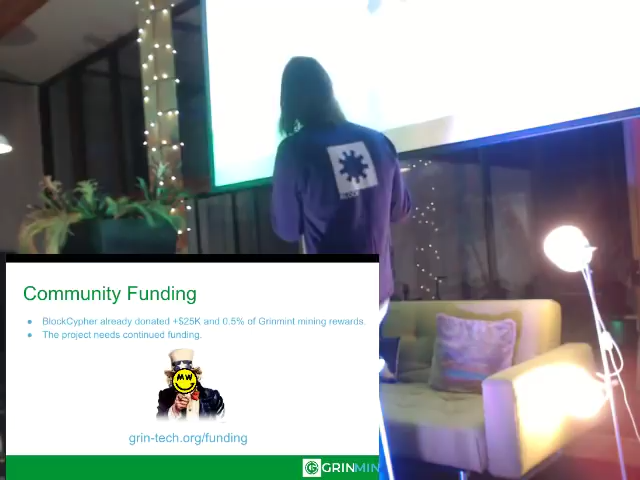 Community Funding
• BlockCypher already donated +$25K and 0.5% of Grinmint mining rewards.
• The project needs continued funding.
MW
grin-tech.org/funding
GRINMIN